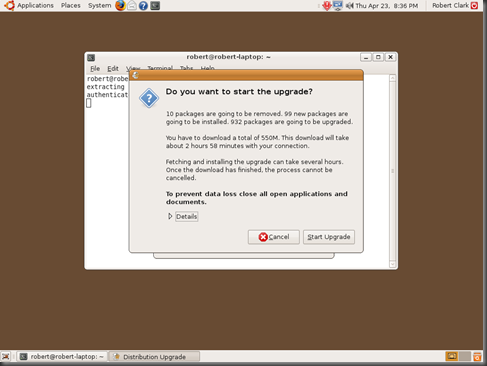 Applications Places System
Thu Apr 23, 8:36 PM
Robert Clark
robert@robert-laptop: ~
File Edit View Terminal Tabs Help
robert@robe
extracting
authenticat
Do you want to start the upgrade?
10 packages are going to be removed. 99 new packages are
going to be installed. 932 packages are going to be upgraded.
You have to download a total of 550M. This download will take
about 2 hours 58 minutes with your connection.
Fetching and installing the upgrade can take several hours.
Once the download has finished, the process cannot be
cancelled.
To prevent data loss close all open applications and
documents.
Details
Cancel
Start Upgrade
robert@robert-laptop: ~
Distribution Upgrade